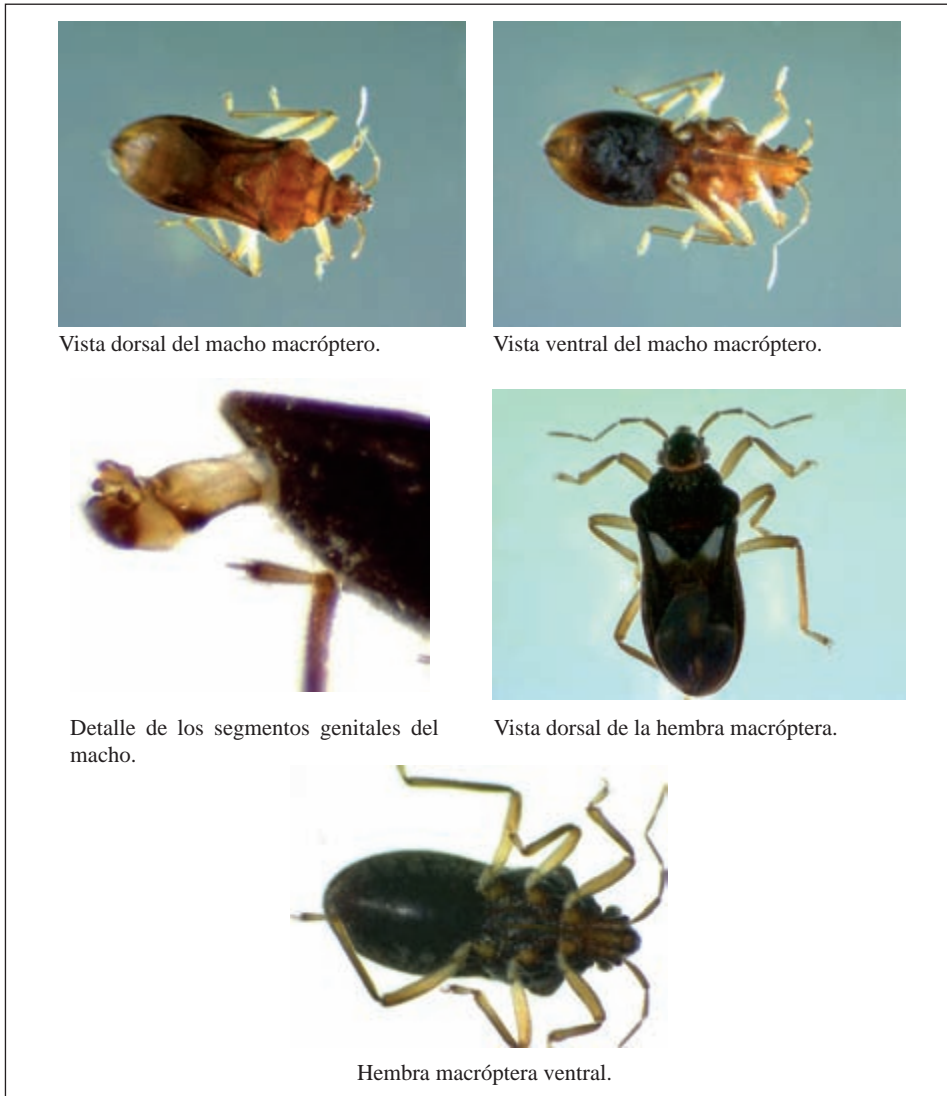 Vista dorsal del macho macróptero.
Vista ventral del macho macróptero.
Detalle de los segmentos genitales del
macho.
Vista dorsal de la hembra macróptera.
Hembra macróptera ventral.